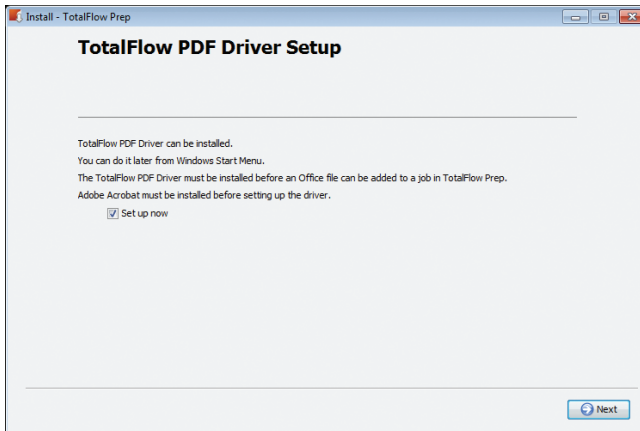 Install - TotalFlow Prep
TotalFlow PDF Driver Setup
TotalFlow PDF Driver can be installed.
You can do it later from Windows Start Menu.
The TotalFlow PDF Driver must be installed before an Office file can be added to a job in TotalFlow Prep.
Adobe Acrobat must be installed before setting up the driver.
Set up now
Next